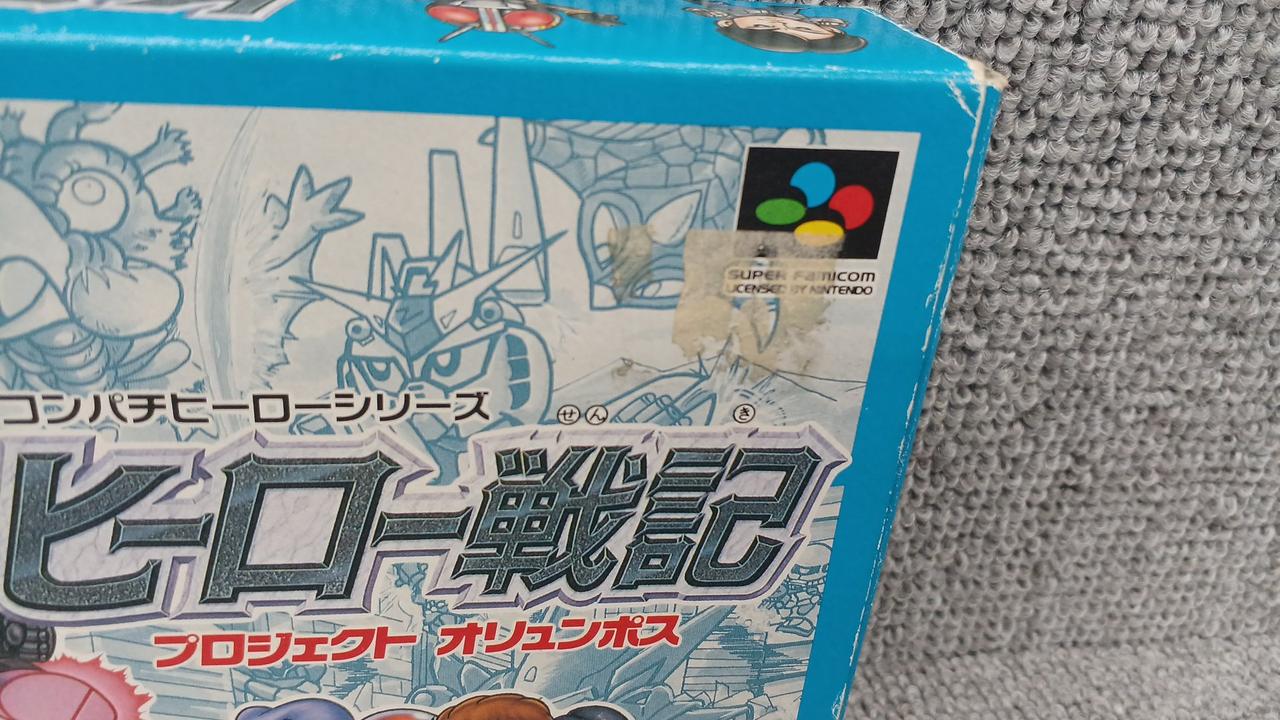 SUPER FAMICOM
LICENSED BY NINTENDO
コンパチヒーローシリーズ
せん き
ヒーロー戦記
プロジェクト オリュンポス